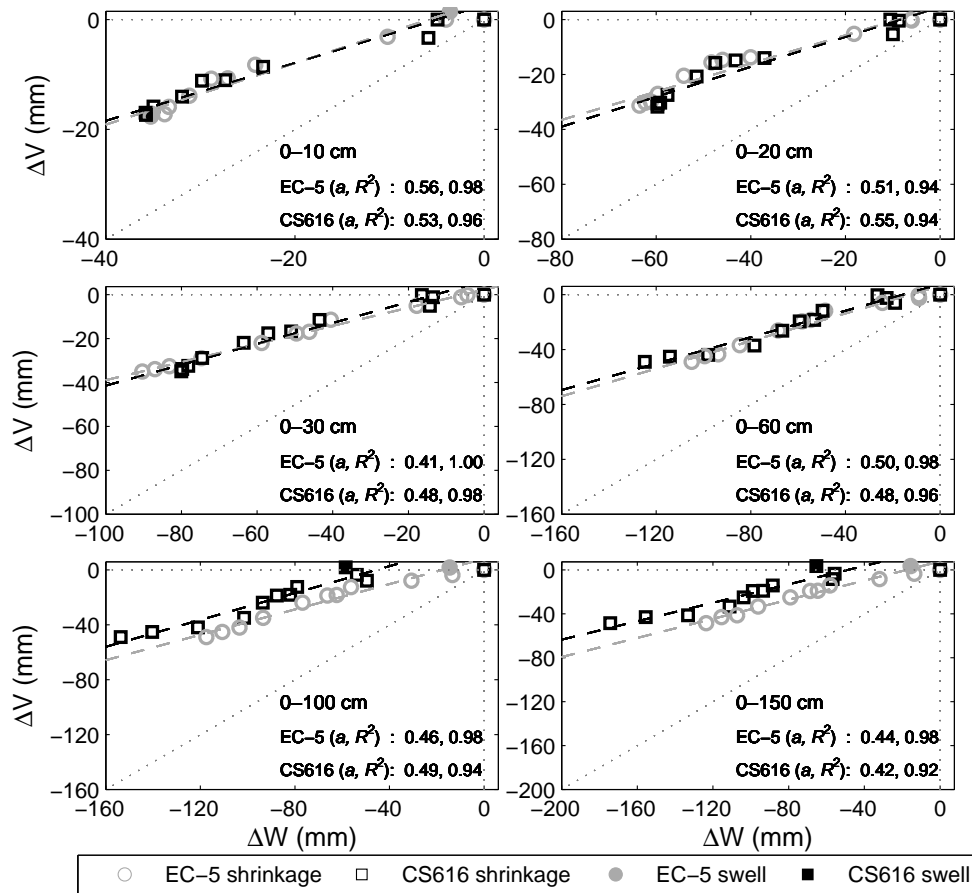 0
−20
−40
ΔV (mm)
0−10 cm
EC−5 (a, R²) : 0.56, 0.98
CS616 (a, R²): 0.53, 0.96
−40 −20 0
0
−20
−40
−60
−80
0−20 cm
EC−5 (a, R²) : 0.51, 0.94
CS616 (a, R²): 0.55, 0.94
−80 −60 −40 −20 0
0
−20
−40
−60
−80
−100
ΔV (mm)
0−30 cm
EC−5 (a, R²) : 0.41, 1.00
CS616 (a, R²): 0.48, 0.98
−100 −80 −60 −40 −20 0
0
−40
−80
−120
−160
0−60 cm
EC−5 (a, R²) : 0.50, 0.98
CS616 (a, R²): 0.48, 0.96
−160 −120 −80 −40 0
0
−40
−80
−120
−160
ΔV (mm)
0−100 cm
EC−5 (a, R²) : 0.46, 0.98
CS616 (a, R²): 0.49, 0.94
−160 −120 −80 −40 0
ΔW (mm)
0
−40
−80
−120
−160
−200
0−150 cm
EC−5 (a, R²) : 0.44, 0.98
CS616 (a, R²): 0.42, 0.92
−200 −160 −120 −80 −40 0
ΔW (mm)
EC−5 shrinkage CS616 shrinkage EC−5 swell CS616 swell